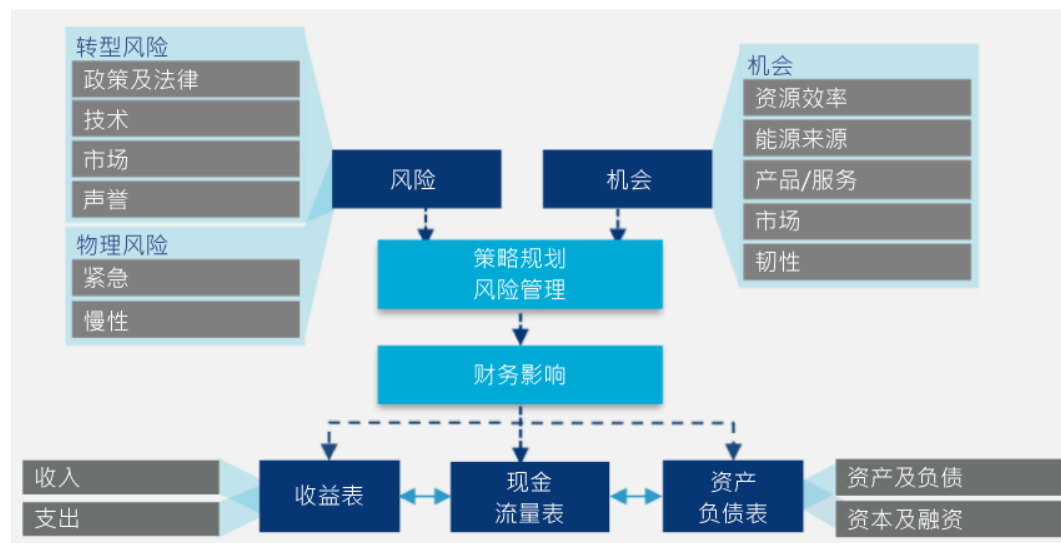 转型风险
政策及法律
技术
市场
声誉
物理风险
紧急
慢性
风险
机会
机会
资源效率
能源来源
产品/服务
市场
韧性
策略规划
风险管理
财务影响
收入
支出
收益表
现金
流量表
资产
负债表
资产及负债
资本及融资